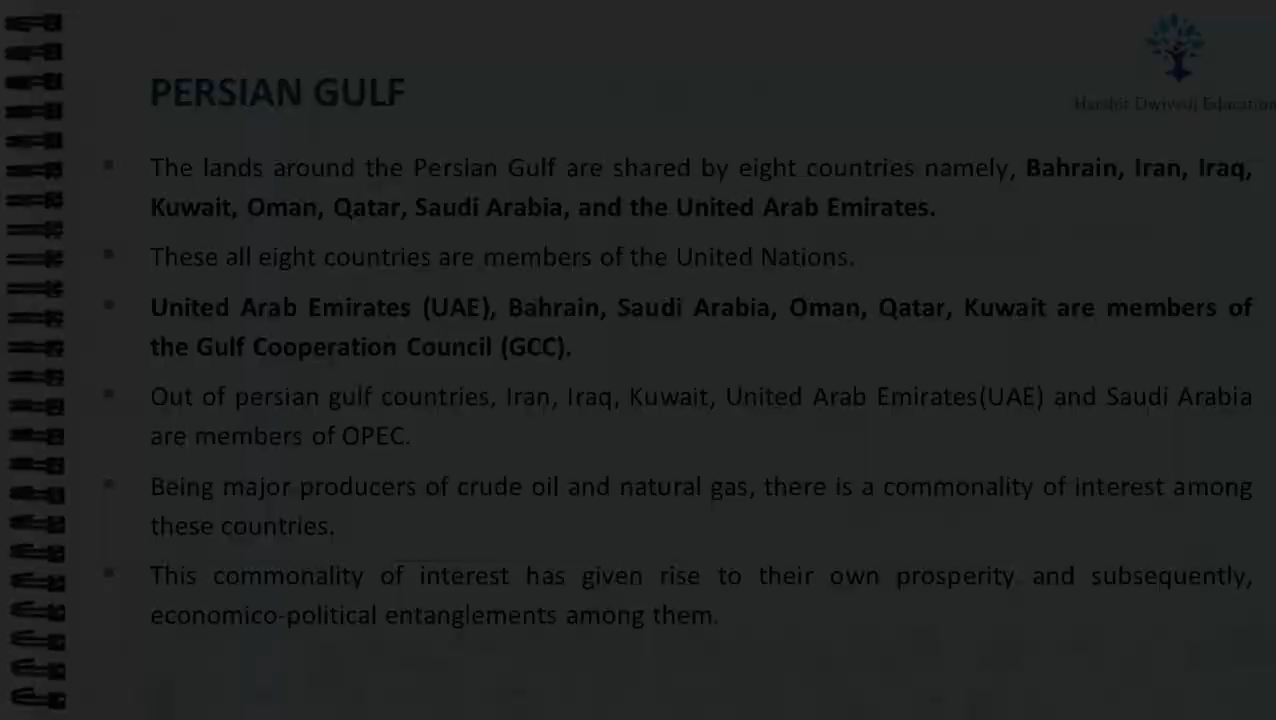 Harshit Dwivedi Education
PERSIAN GULF
The lands around the Persian Gulf are shared by eight countries namely, Bahrain, Iran, Iraq,
Kuwait, Oman, Qatar, Saudi Arabia, and the United Arab Emirates.
These all eight countries are members of the United Nations.
United Arab Emirates (UAE), Bahrain, Saudi Arabia, Oman, Qatar, Kuwait are members of
the Gulf Cooperation Council (GCC).
Out of persian gulf countries, Iran, Iraq, Kuwait, United Arab Emirates(UAE) and Saudi Arabia
are members of OPEC.
Being major producers of crude oil and natural gas, there is a commonality of interest among
these countries.
This commonality of interest has given rise to their own prosperity and subsequently,
economico-political entanglements among them.